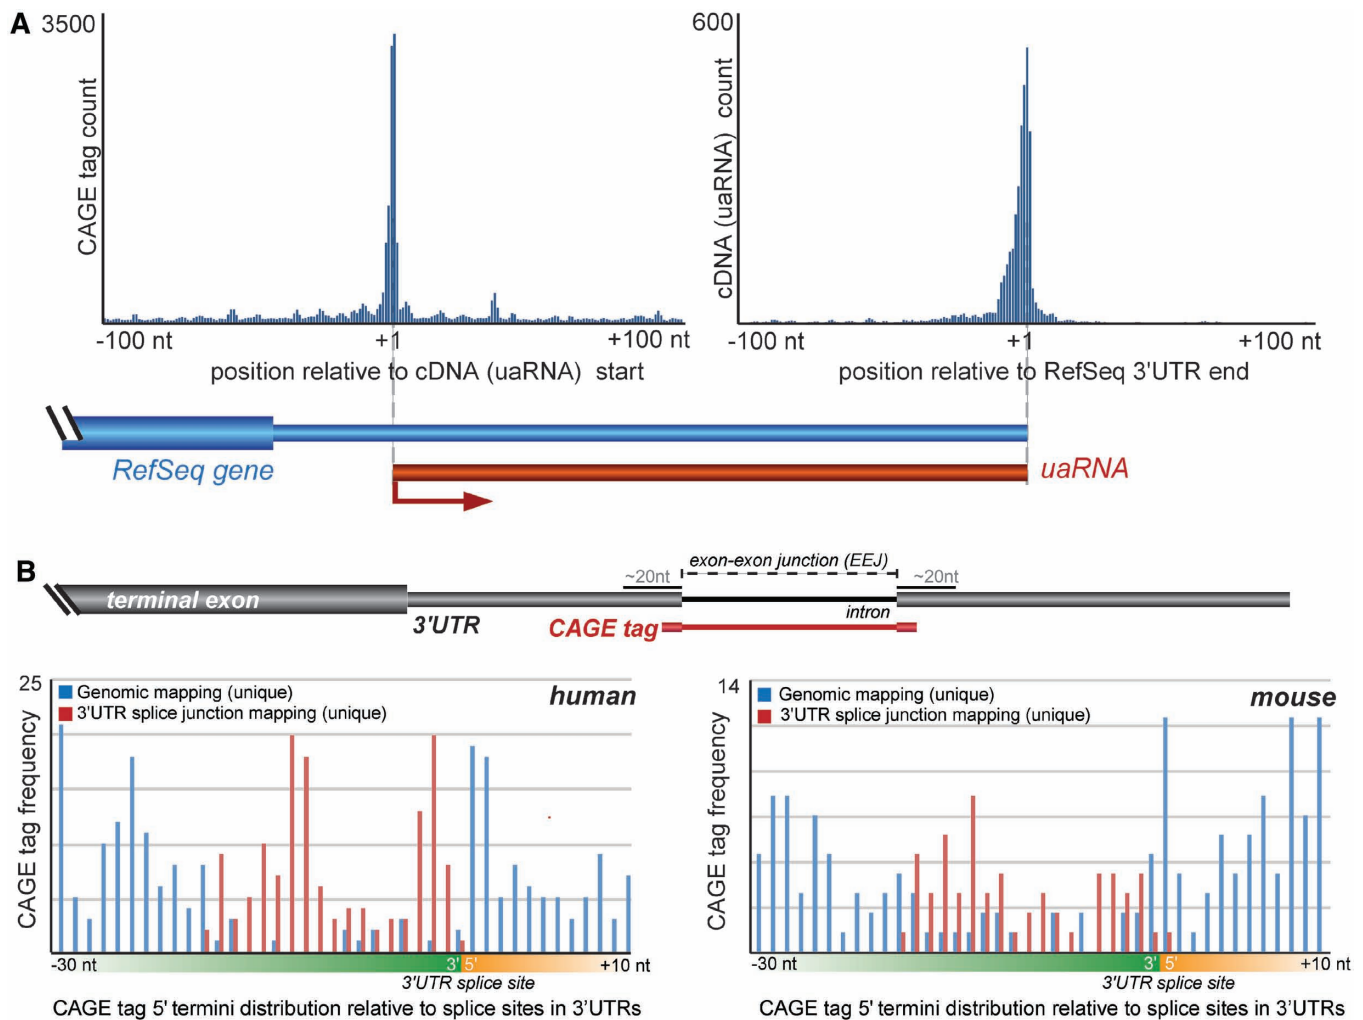 A
3500
CAGE tag count
-100 nt
+1
+100 nt
position relative to cDNA (uaRNA) start
600
cDNA (uaRNA) count
-100 nt
+1
+100 nt
position relative to RefSeq 3'UTR end
RefSeq gene
uaRNA
B
exon-exon junction (EEJ)
~20nt
~20nt
terminal exon
intron
3'UTR
CAGE tag
25
CAGE tag frequency
Genomic mapping (unique)
3'UTR splice junction mapping (unique)
human
-30 nt
3' 5'
+10 nt
3'UTR splice site
CAGE tag 5' termini distribution relative to splice sites in 3'UTRs
14
CAGE tag frequency
Genomic mapping (unique)
3'UTR splice junction mapping (unique)
mouse
-30 nt
3' 5'
+10 nt
3'UTR splice site
CAGE tag 5' termini distribution relative to splice sites in 3'UTRs